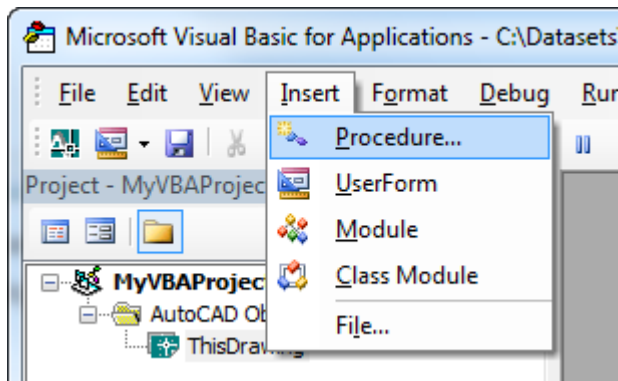 Microsoft Visual Basic for Applications - C:\Datasets\
File Edit View Insert Format Debug Run
Procedure...
Project - MyVBAProjec
UserForm
Module
MyVBAProjec
Class Module
AutoCAD Ob
File...
ThisDrawing